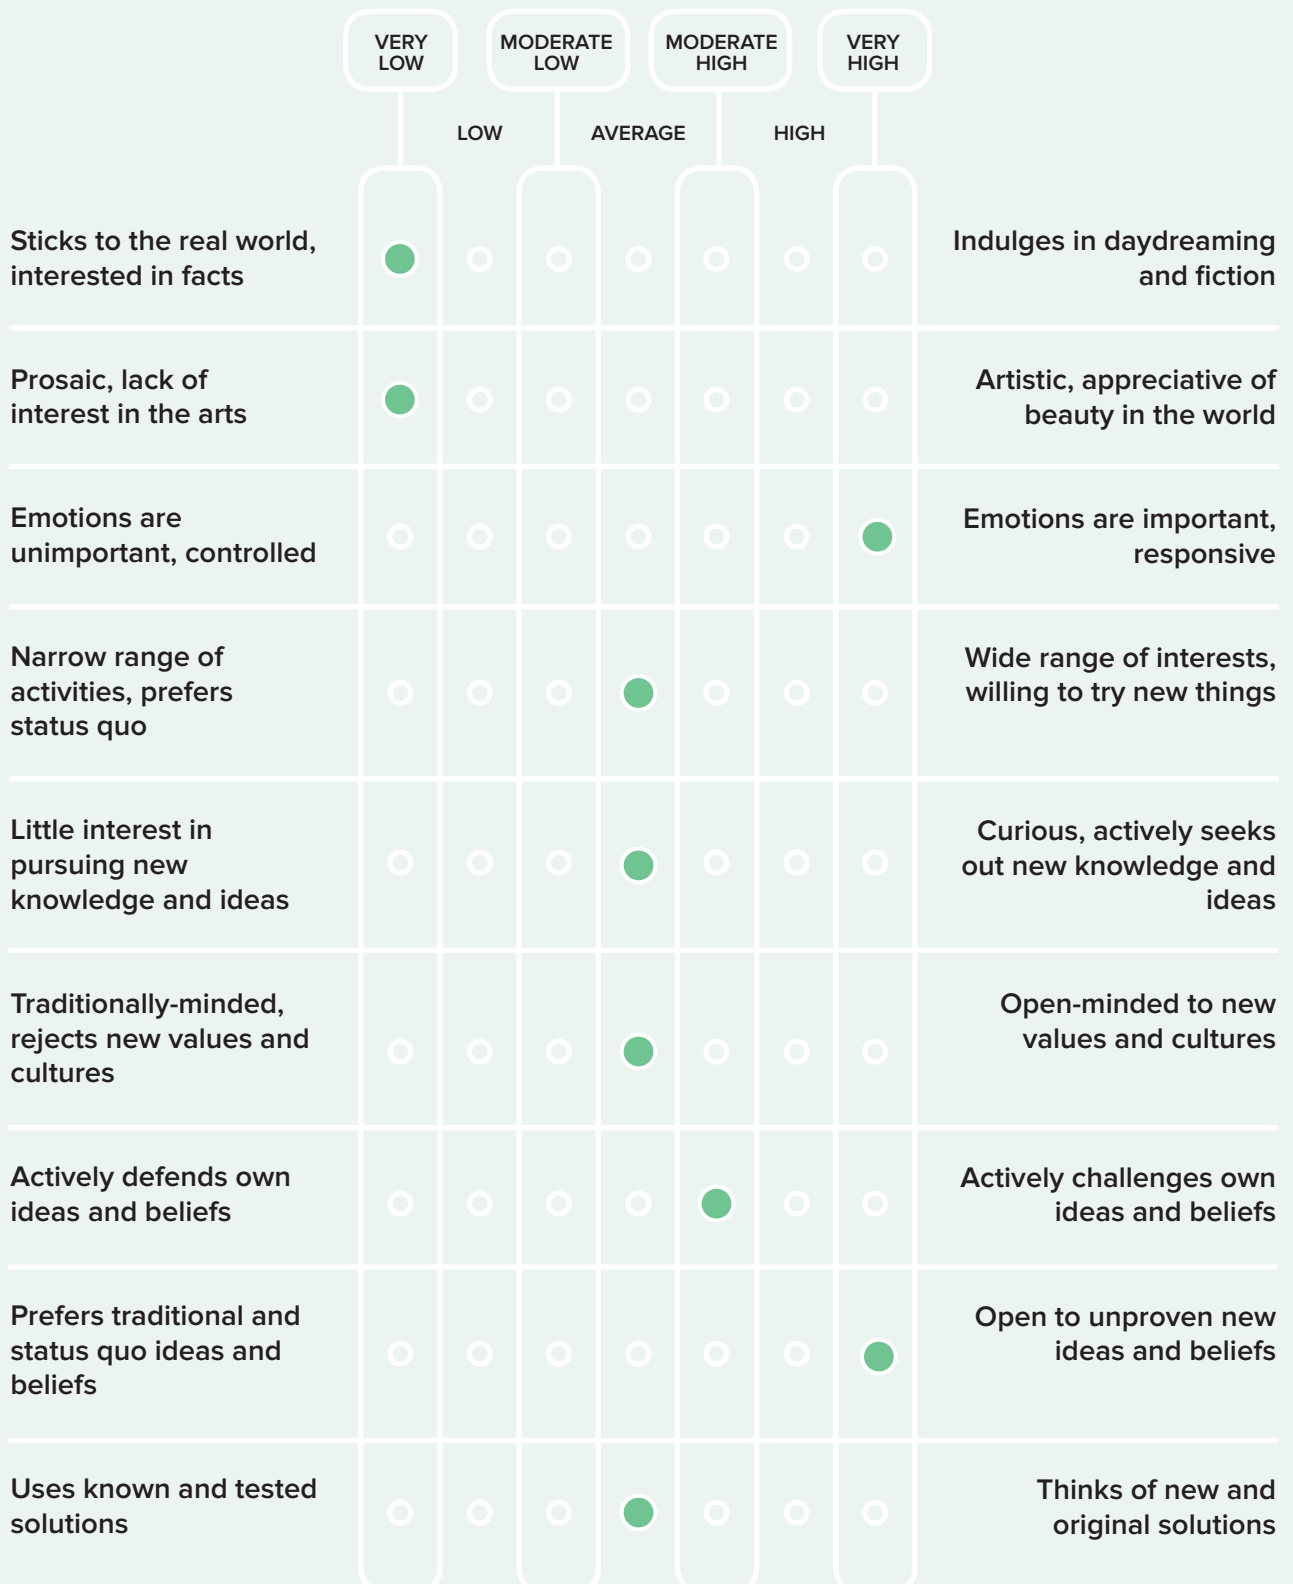 VERY
LOW
MODERATE
LOW
MODERATE
HIGH
VERY
HIGH
LOW
AVERAGE
HIGH
Sticks to the real world,
interested in facts
Indulges in daydreaming
and fiction
Prosaic, lack of
interest in the arts
Artistic, appreciative of
beauty in the world
Emotions are
unimportant, controlled
Emotions are important,
responsive
Narrow range of
activities, prefers
status quo
Wide range of interests,
willing to try new things
Little interest in
pursuing new
knowledge and ideas
Curious, actively seeks
out new knowledge and
ideas
Traditionally-minded,
rejects new values and
cultures
Open-minded to new
values and cultures
Actively defends own
ideas and beliefs
Actively challenges own
ideas and beliefs
Prefers traditional and
status quo ideas and
beliefs
Open to unproven new
ideas and beliefs
Uses known and tested
solutions
Thinks of new and
original solutions